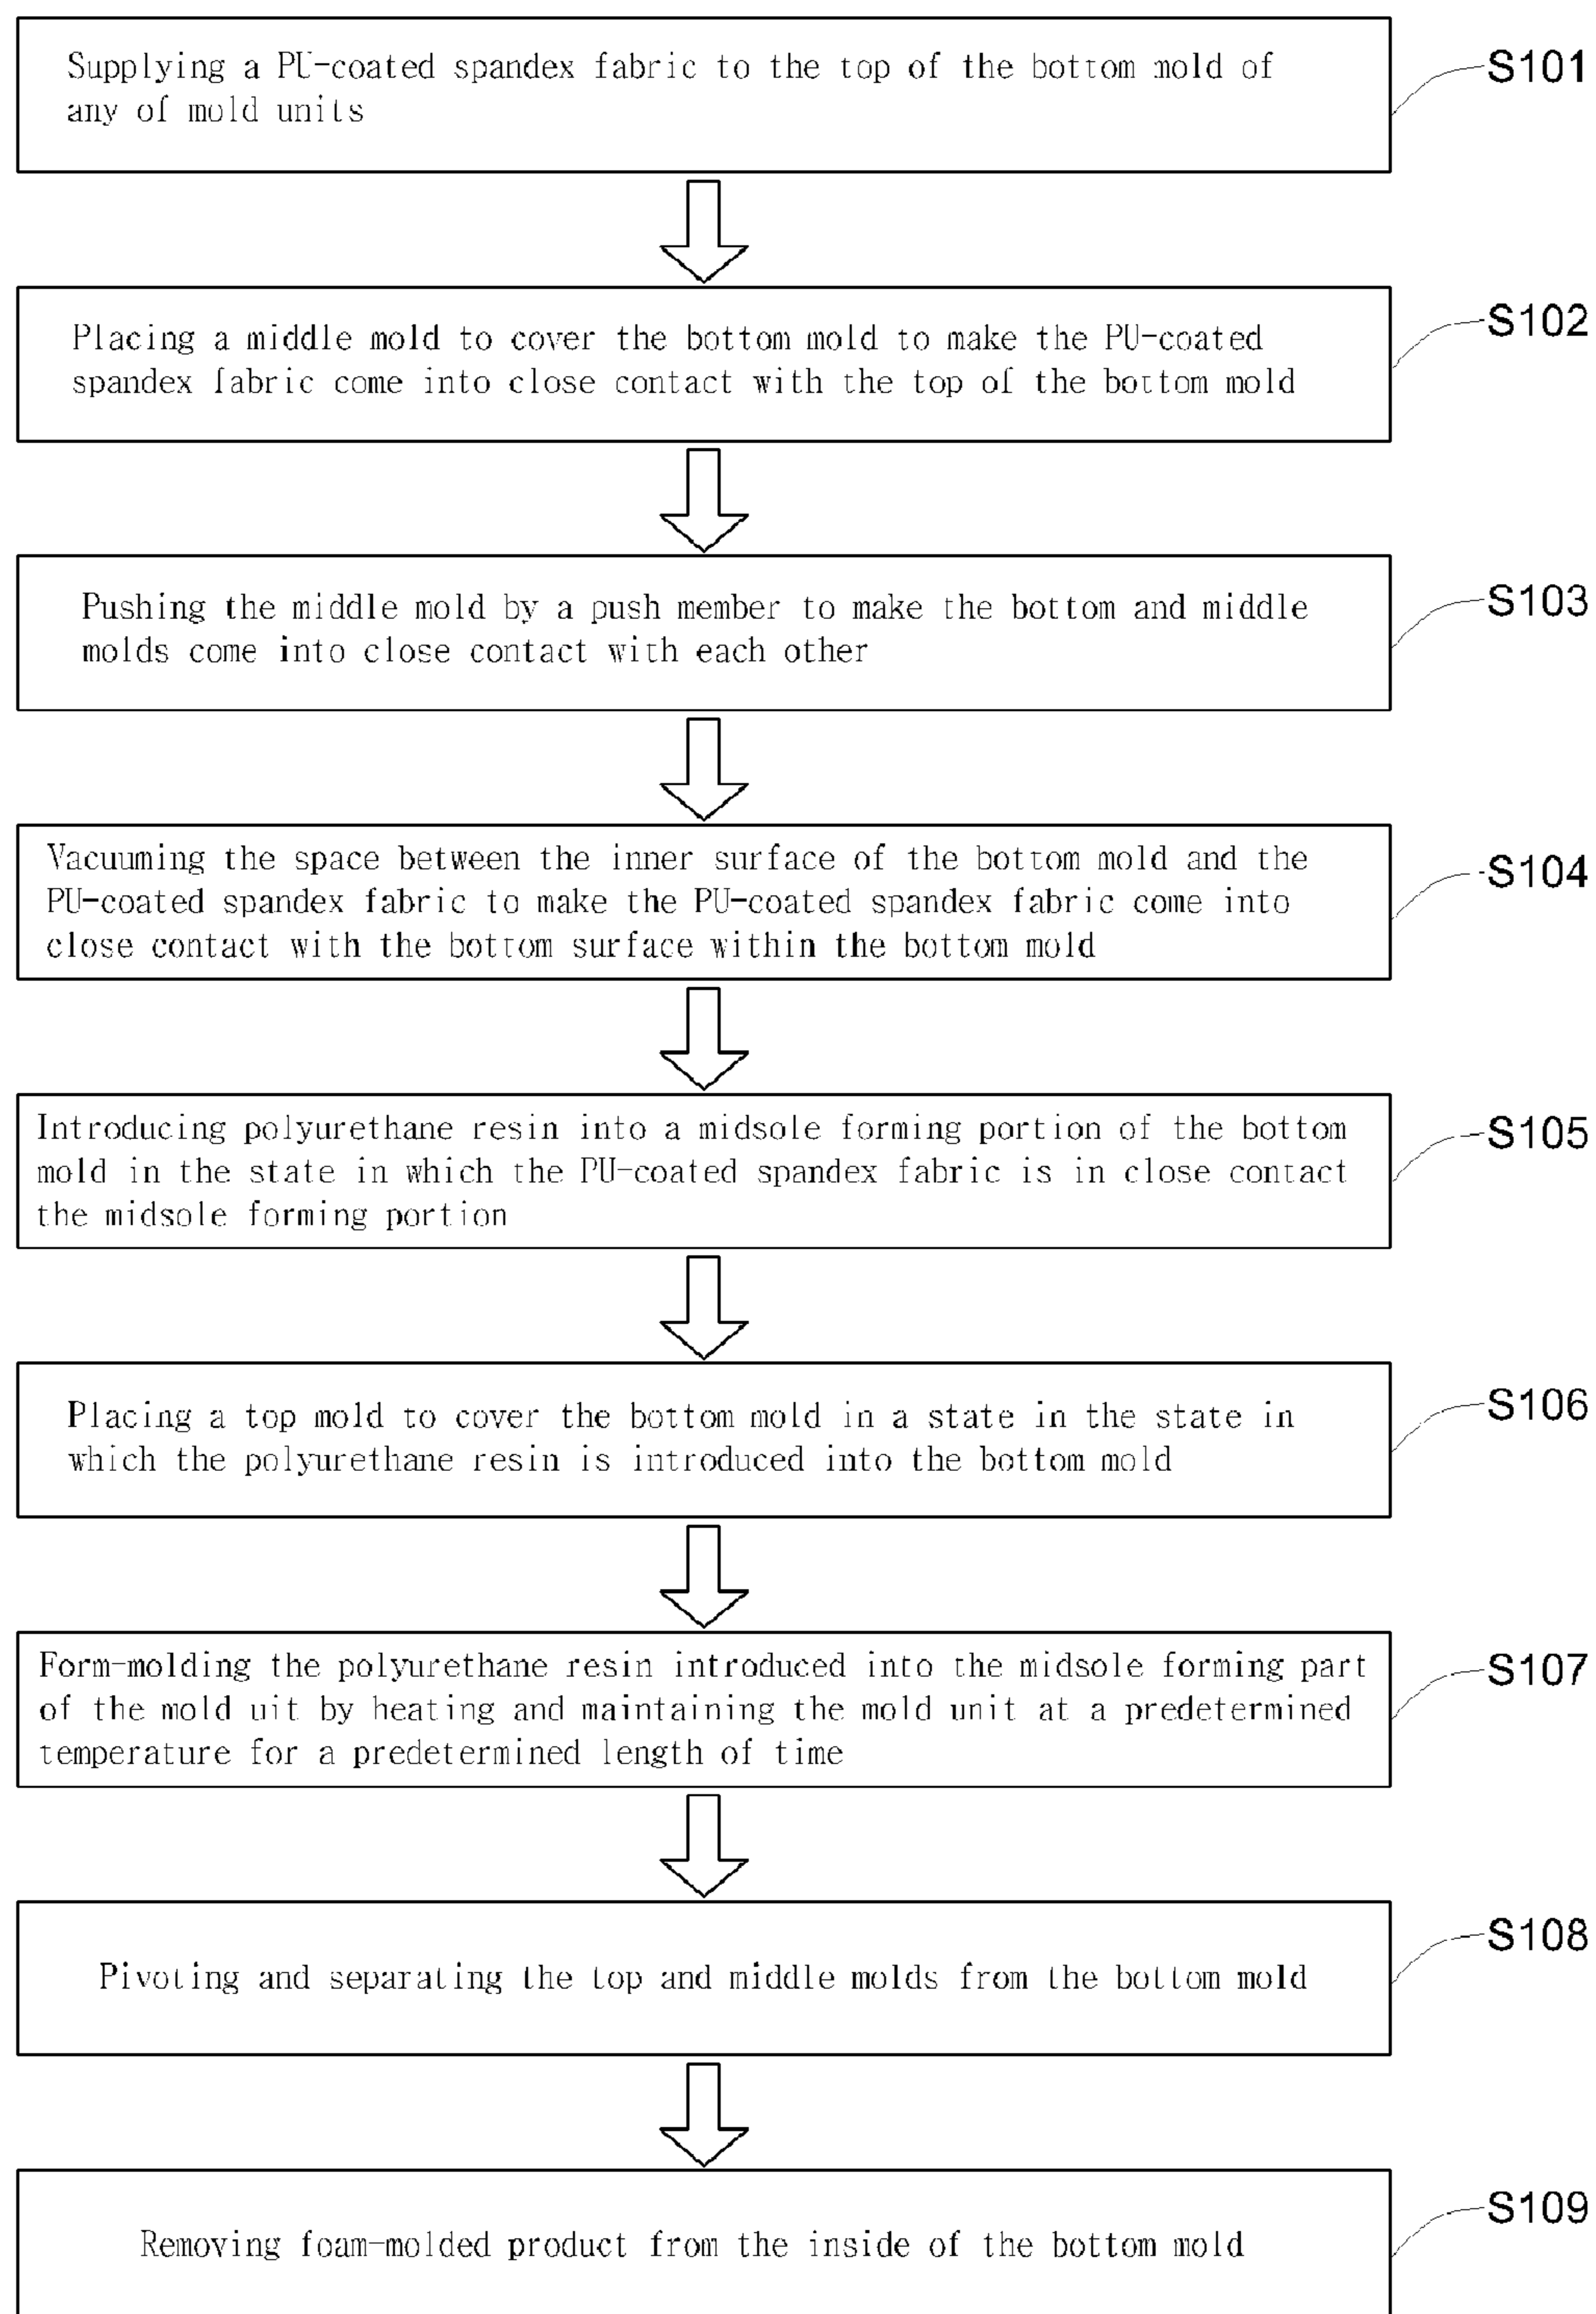 Supplying a PU-coated spandex fabric to the top of the bottom mold of
any of mold units
S101
Placing a middle mold to cover the bottom mold to make the PU-coated
spandex fabric come into close contact with the top of the bottom mold
S102
Pushing the middle mold by a push member to make the bottom and middle
molds come into close contact with each other
S103
Vacuuming the space between the inner surface of the bottom mold and the
PU-coated spandex fabric to make the PU-coated spandex fabric come into
close contact with the bottom surface within the bottom mold
S104
Introducing polyurethane resin into a midsole forming portion of the bottom
mold in the state in which the PU-coated spandex fabric is in close contact
the midsole forming portion
S105
Placing a top mold to cover the bottom mold in a state in the state in
which the polyurethane resin is introduced into the bottom mold
S106
Form-molding the polyurethane resin introduced into the midsole forming part
of the mold uit by heating and maintaining the mold unit at a predetermined
temperature for a predetermined length of time
S107
Pivoting and separating the top and middle molds from the bottom mold
S108
Removing foam-molded product from the inside of the bottom mold
S109